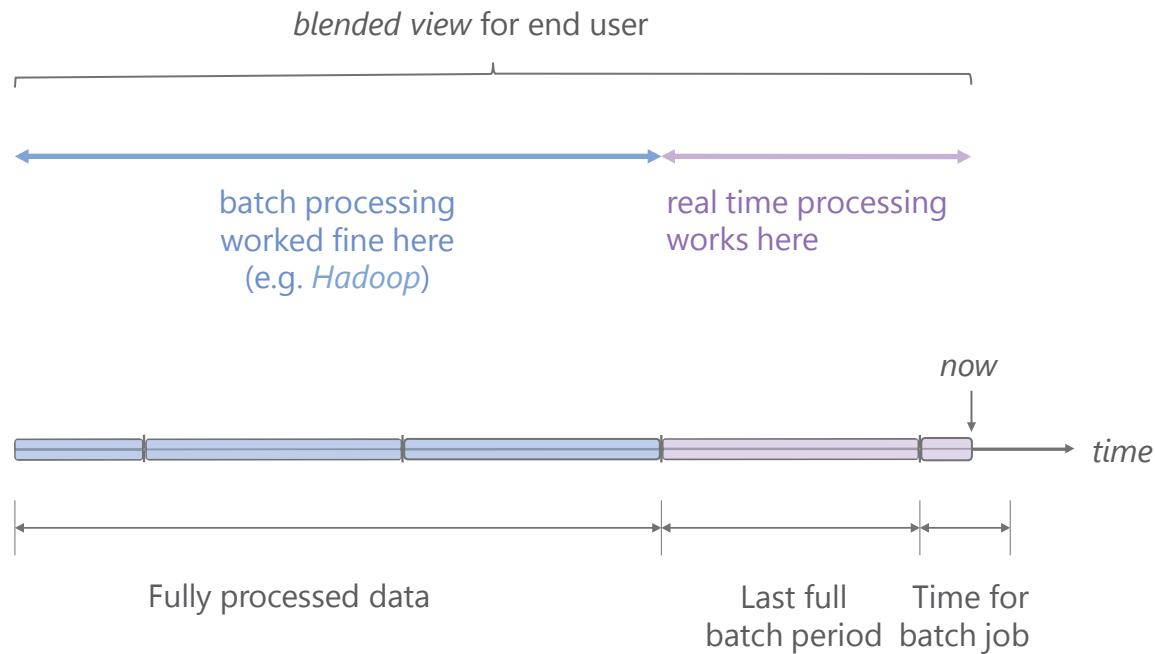 blended view for end user
batch processing
worked fine here
(e.g. Hadoop)
real time processing
works here
now
time
Fully processed data
Last full
batch period
Time for
batch job